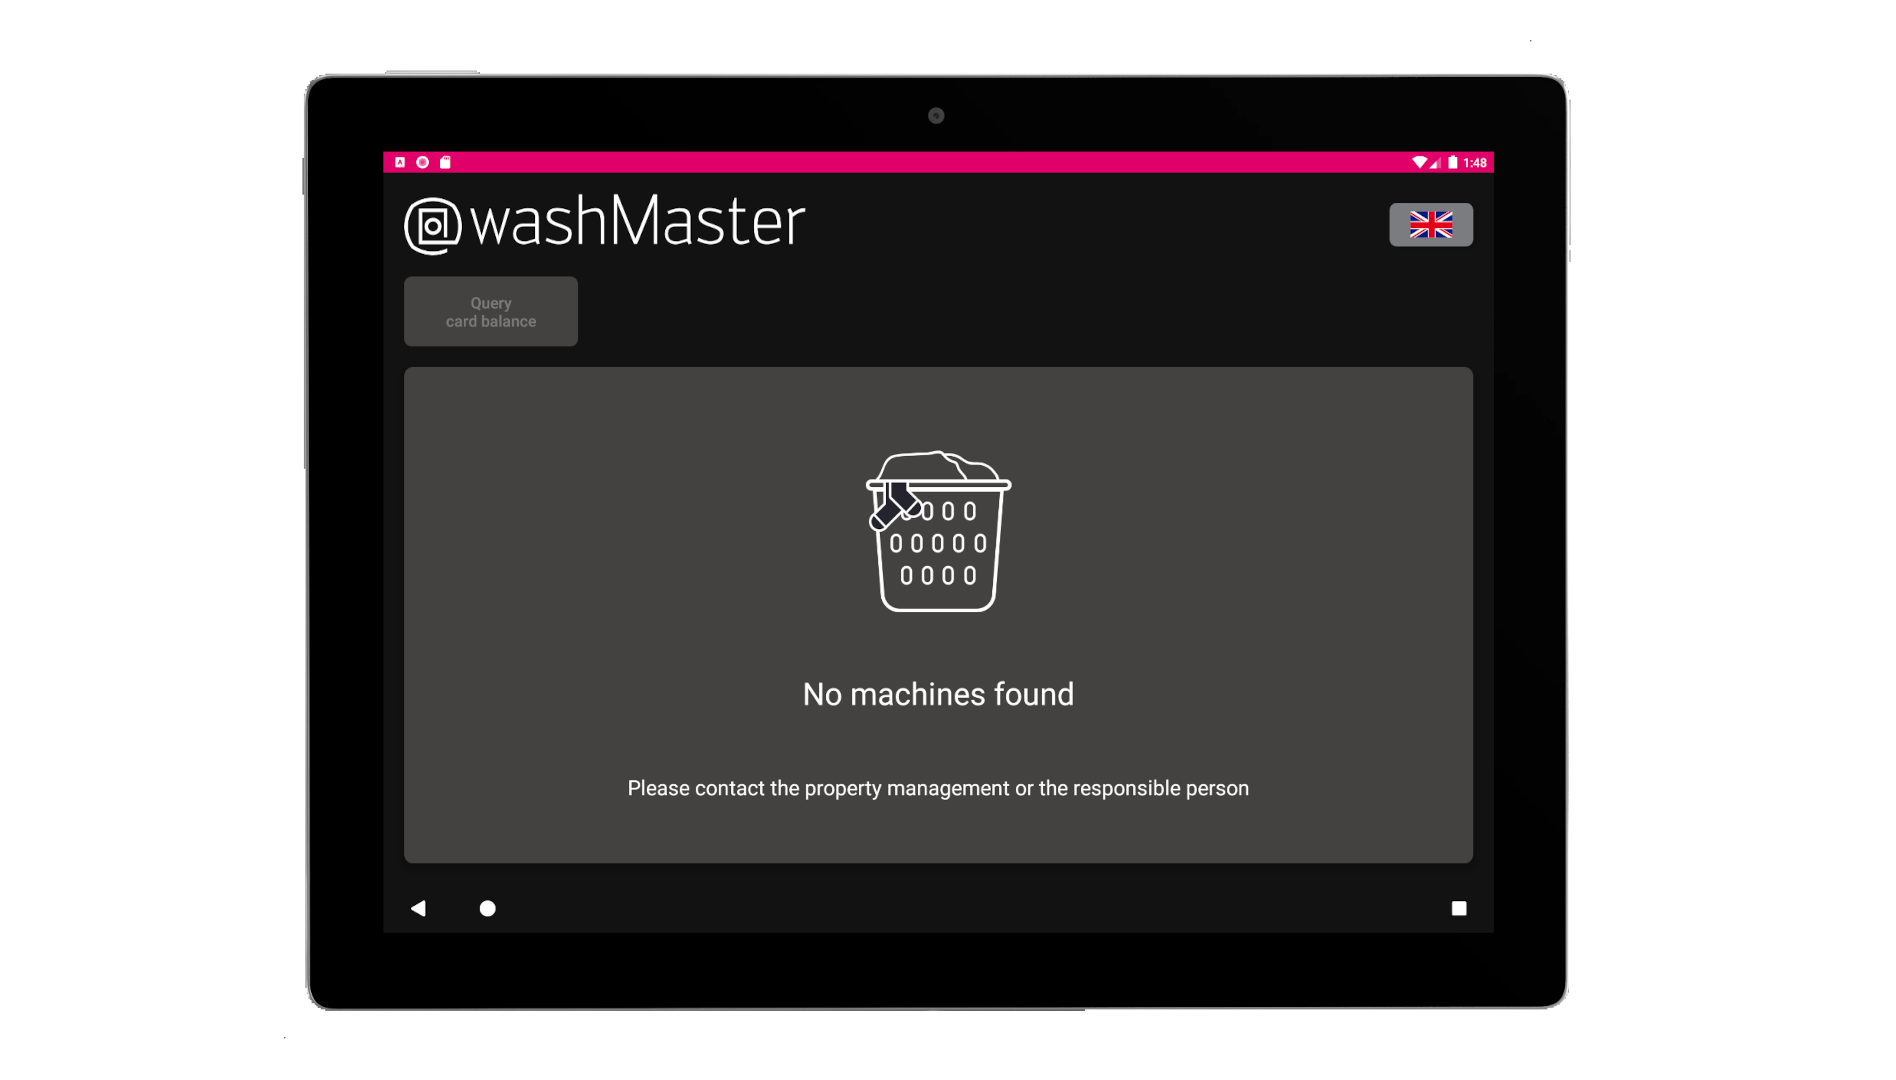 1:48
washMaster
Query
card balance
No machines found
Please contact the property management or the responsible person